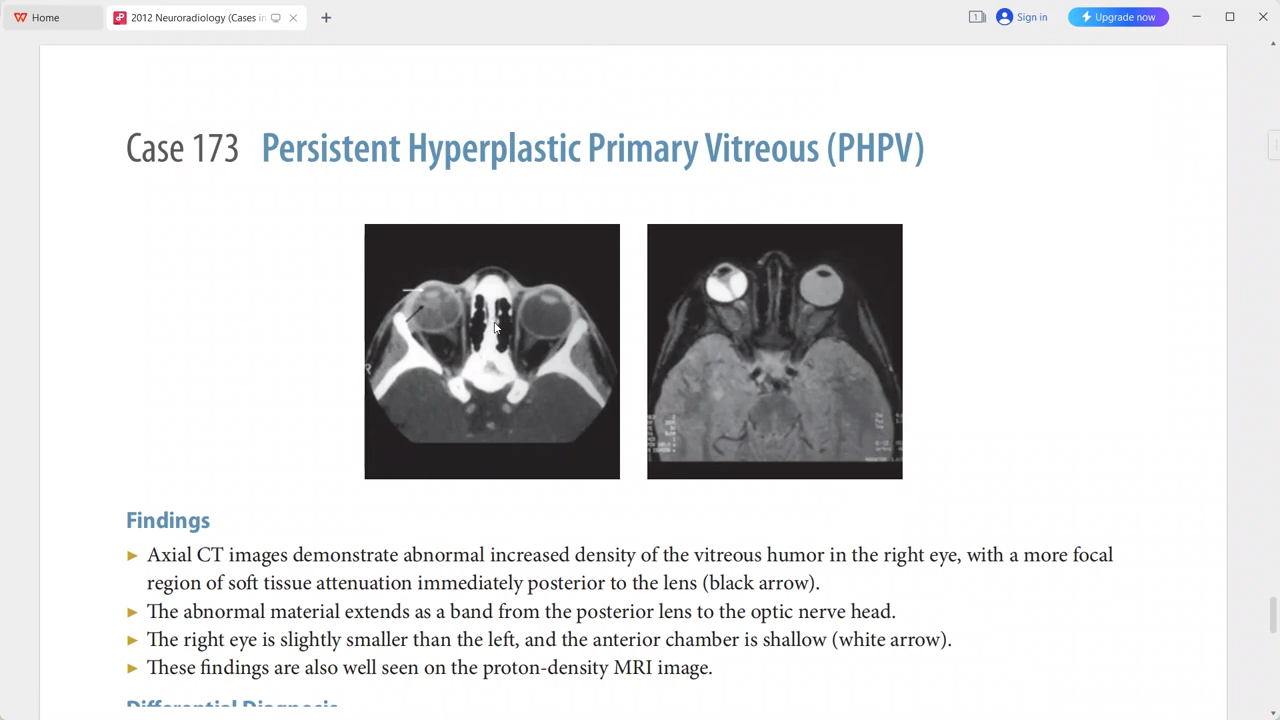 Home
2012 Neuroradiology (Cases in
1
Sign in
Upgrade now
Case 173 Persistent Hyperplastic Primary Vitreous (PHPV)
R
Findings
► Axial CT images demonstrate abnormal increased density of the vitreous humor in the right eye, with a more focal
region of soft tissue attenuation immediately posterior to the lens (black arrow).
► The abnormal material extends as a band from the posterior lens to the optic nerve head.
► The right eye is slightly smaller than the left, and the anterior chamber is shallow (white arrow).
► These findings are also well seen on the proton-density MRI image.
Differential Diagnosis